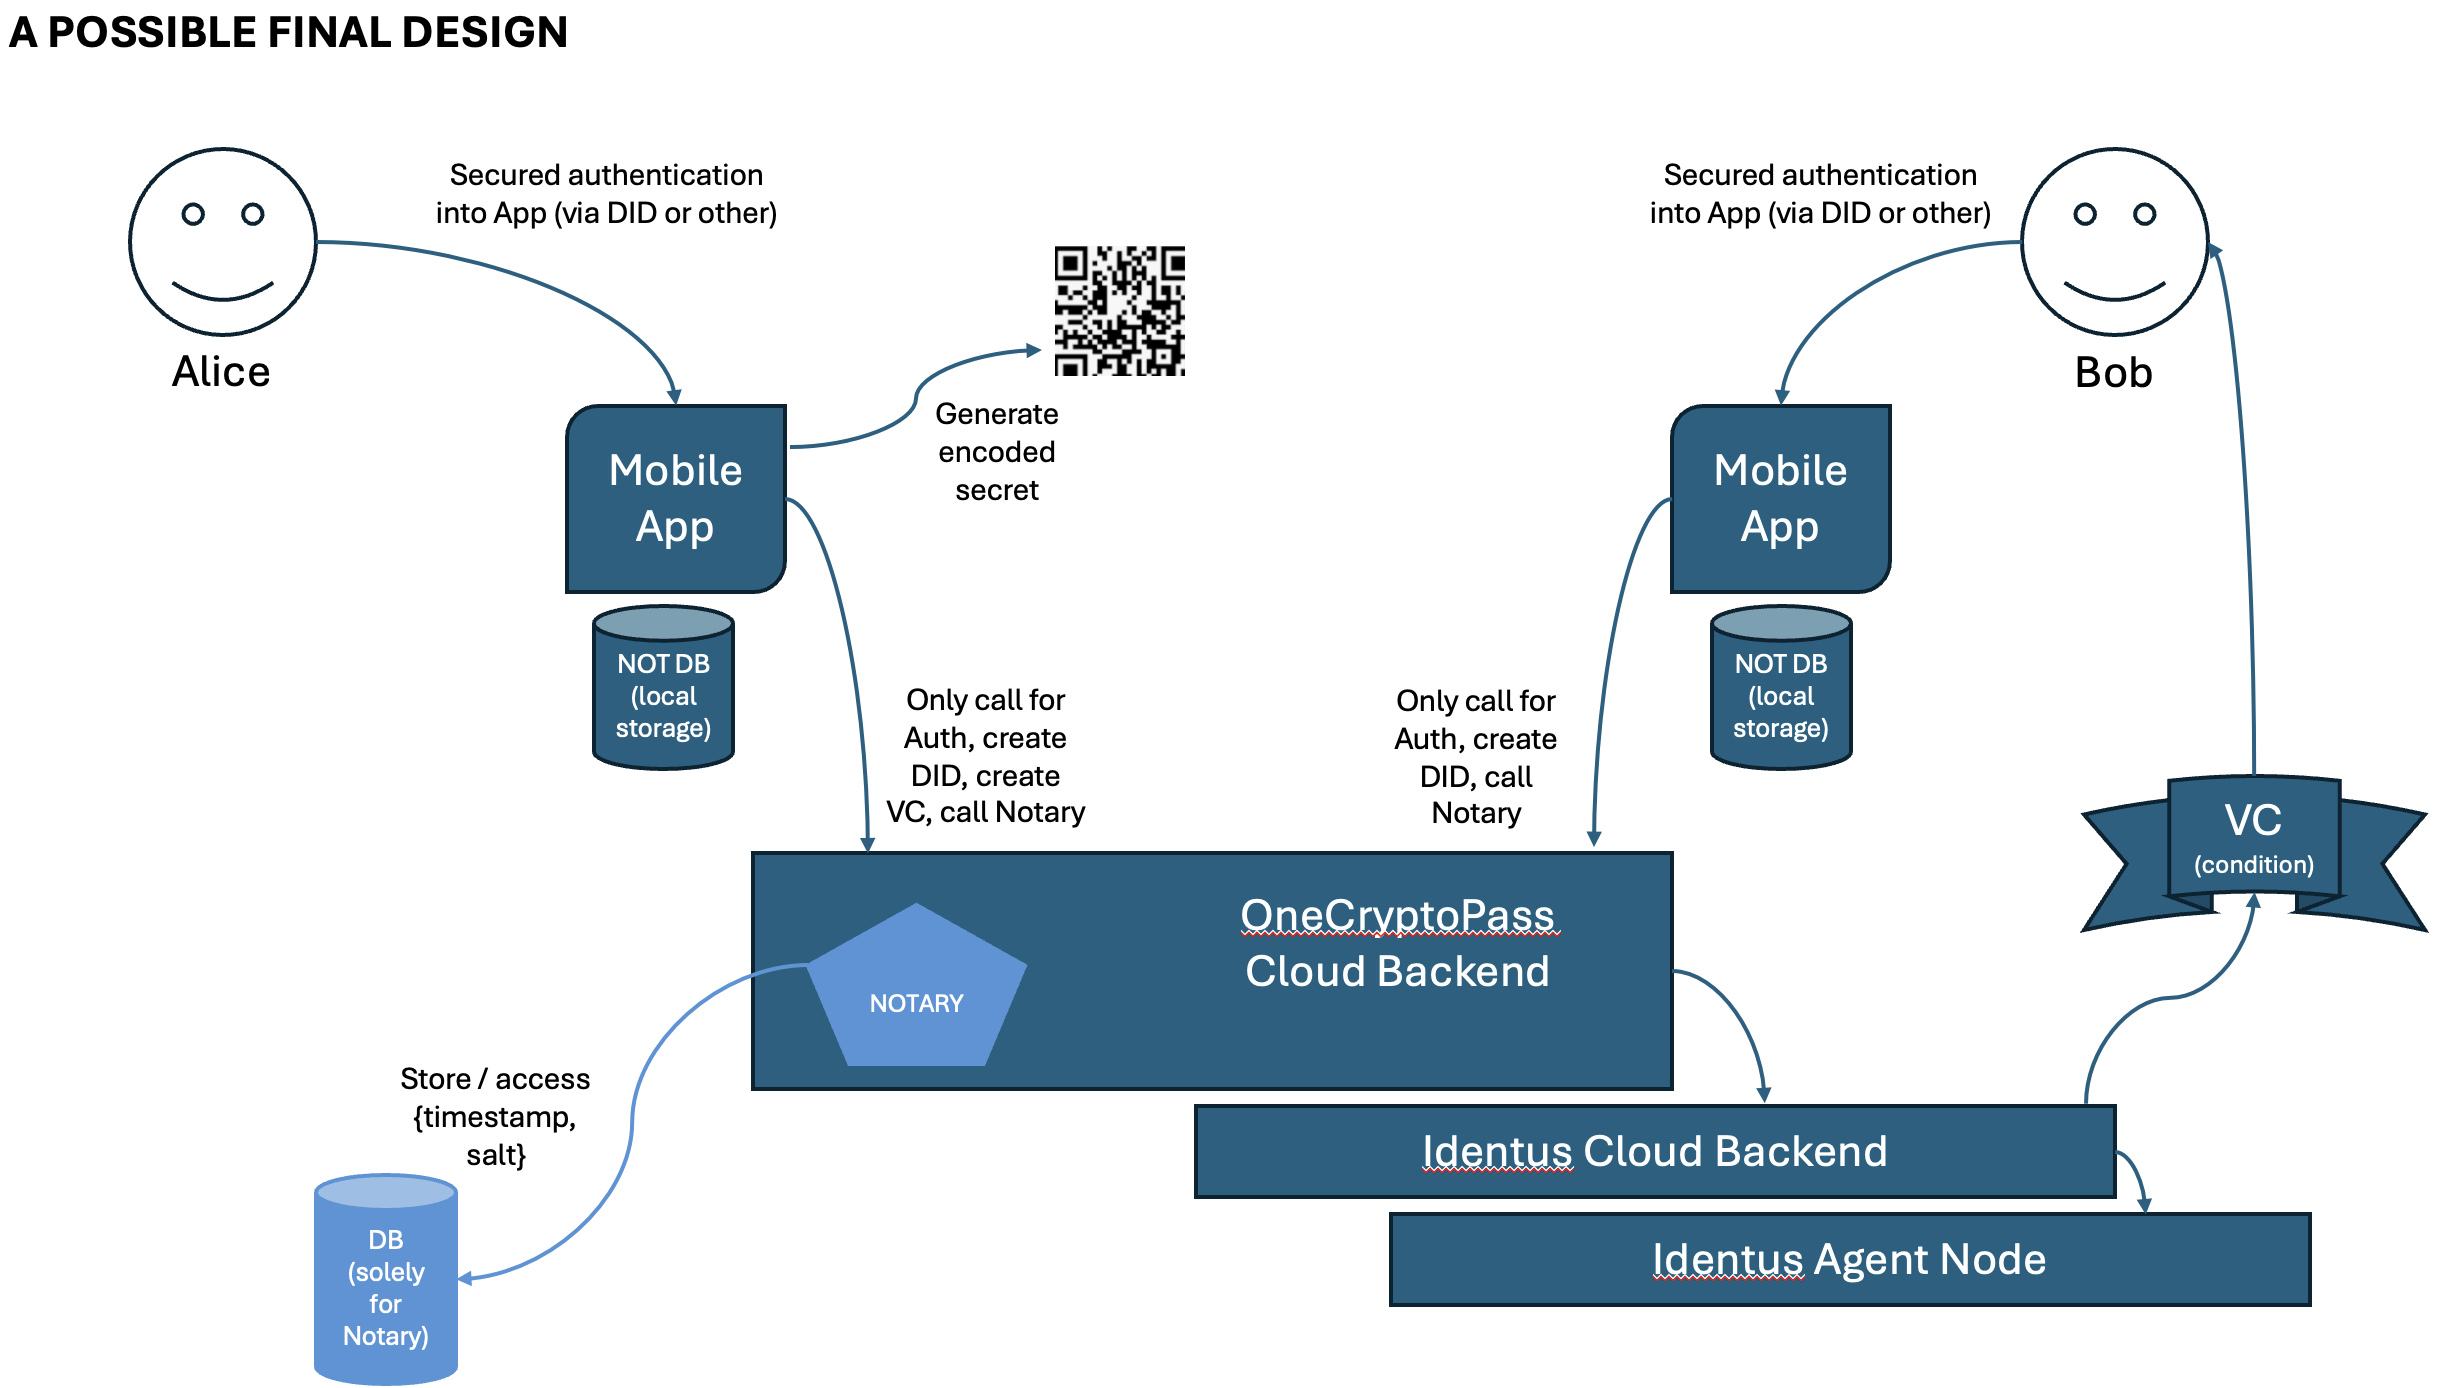 A POSSIBLE FINAL DESIGN
Secured authentication
into App (via DID or other)
Alice
Mobile
App
Generate
encoded
secret
NOT DB
(local
storage)
Only call for
Auth, create
DID, create
VC, call Notary
Secured authentication
into App (via DID or other)
Bob
Mobile
App
NOT DB
(local
storage)
Only call for
Auth, create
DID, call
Notary
VC
(condition)
OneCryptoPass
Cloud Backend
NOTARY
Store / access
{timestamp,
salt}
DB
(solely
for
Notary)
Identus Cloud Backend
Identus Agent Node